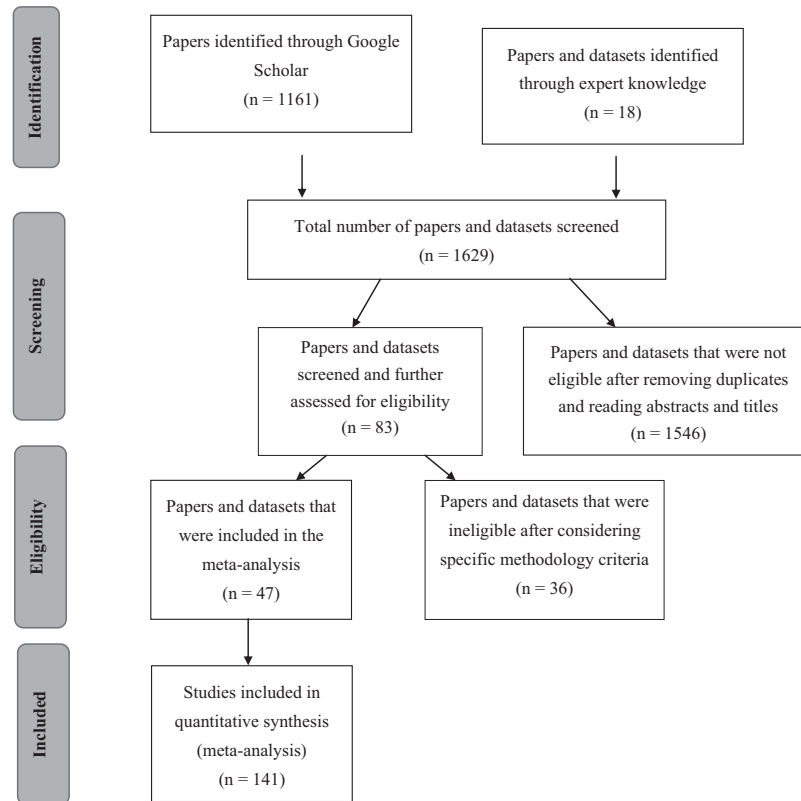 Identification
Papers identified through Google
Scholar
(n = 1161)
Papers and datasets identified
through expert knowledge
(n = 18)
Screening
Total number of papers and datasets screened
(n = 1629)
Papers and datasets
screened and further
assessed for eligibility
(n = 83)
Papers and datasets that were not
eligible after removing duplicates
and reading abstracts and titles
(n = 1546)
Eligibility
Papers and datasets that
were included in the
meta-analysis
(n = 47)
Papers and datasets that were
ineligible after considering
specific methodology criteria
(n = 36)
Included
Studies included in
quantitative synthesis
(meta-analysis)
(n = 141)